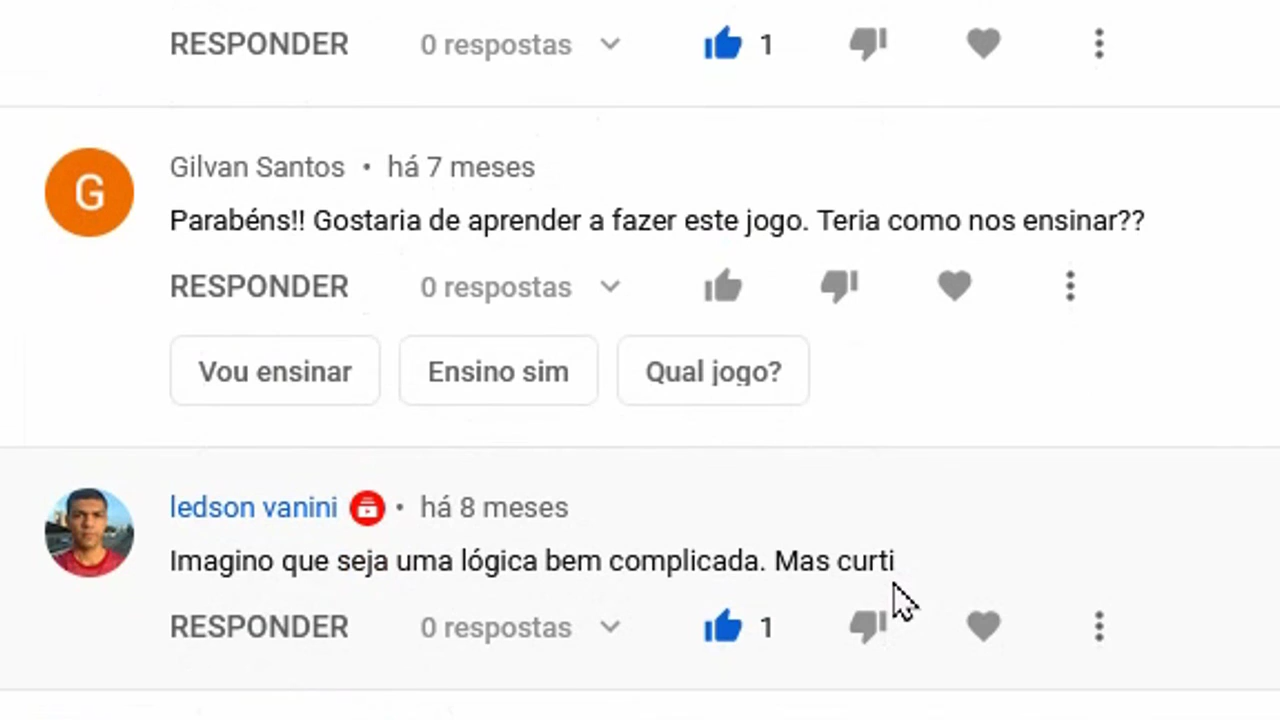 RESPONDER 0 respostas 1
Gilvan Santos • há 7 meses
G
Parabéns!! Gostaria de aprender a fazer este jogo. Teria como nos ensinar??
RESPONDER 0 respostas
Vou ensinar Ensino sim Qual jogo?
ledson vanini • há 8 meses
Imagino que seja uma lógica bem complicada. Mas curti
RESPONDER 0 respostas 1